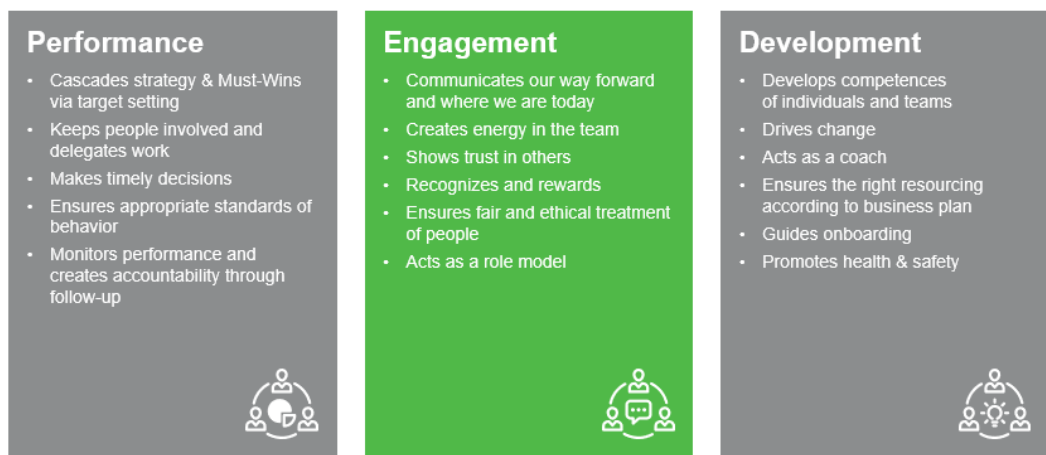 Performance
• Cascades strategy & Must-Wins
via target setting
• Keeps people involved and
delegates work
• Makes timely decisions
• Ensures appropriate standards of
behavior
• Monitors performance and
creates accountability through
follow-up
Engagement
• Communicates our way forward
and where we are today
• Creates energy in the team
• Shows trust in others
• Recognizes and rewards
• Ensures fair and ethical treatment
of people
• Acts as a role model
Development
• Develops competences
of individuals and teams
• Drives change
• Acts as a coach
• Ensures the right resourcing
according to business plan
• Guides onboarding
• Promotes health & safety